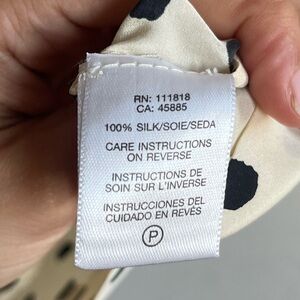 RN: 111818
CA: 45885
100% SILK/SOIE/SEDA
CARE INSTRUCTIONS
ON REVERSE
INSTRUCTIONS DE
SOIN SUR L'INVERSE
INSTRUCCIONES DEL
CUIDADO EN REVÉS
P